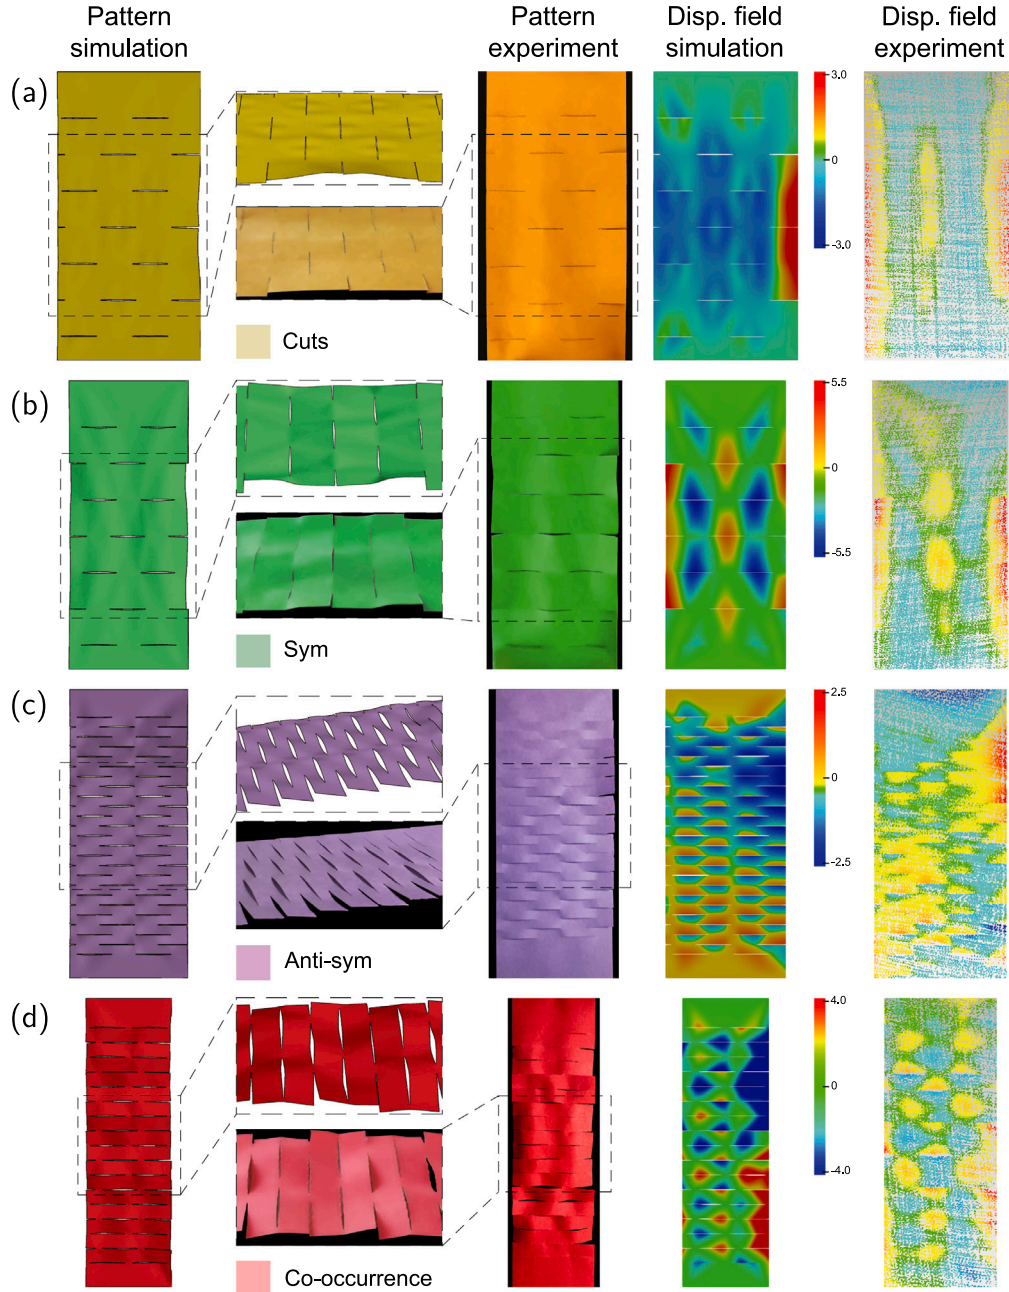 Pattern simulation
Pattern experiment
Disp. field simulation
Disp. field experiment
(a)
3.0
0
-3.0
Cuts
(b)
5.5
0
-5.5
Sym
(c)
2.5
0
-2.5
Anti-sym
(d)
4.0
0
-4.0
Co-occurrence